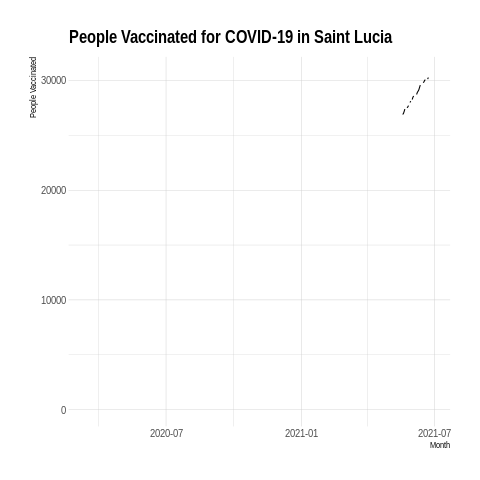 People Vaccinated for COVID-19 in Saint Lucia
People Vaccinated
30000
20000
10000
0
2020-07 2021-01 2021-07
Month